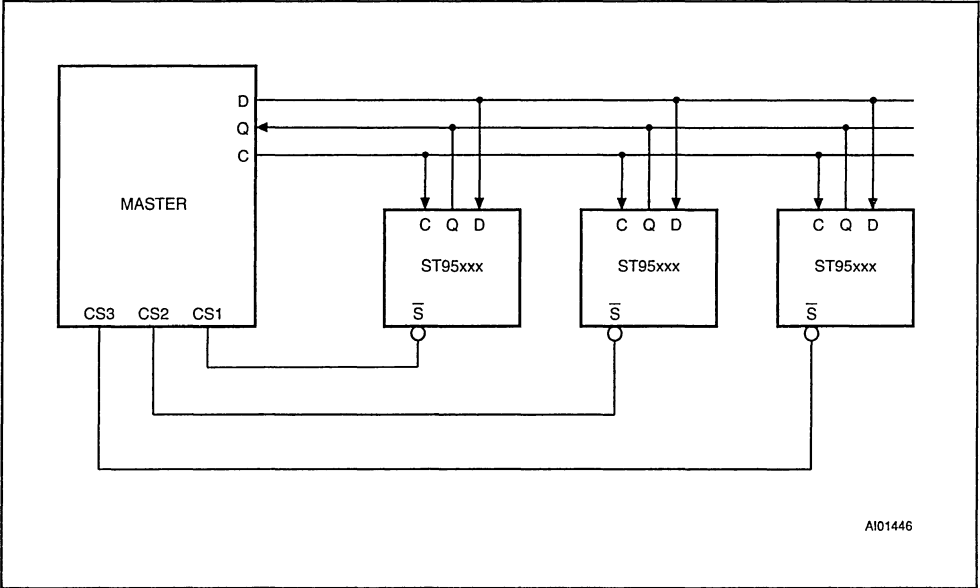 D
Q
C
MASTER
CS3 CS2 CS1
C Q D
ST95xxx
S̅
C Q D
ST95xxx
S̅
C Q D
ST95xxx
S̅
AI01446